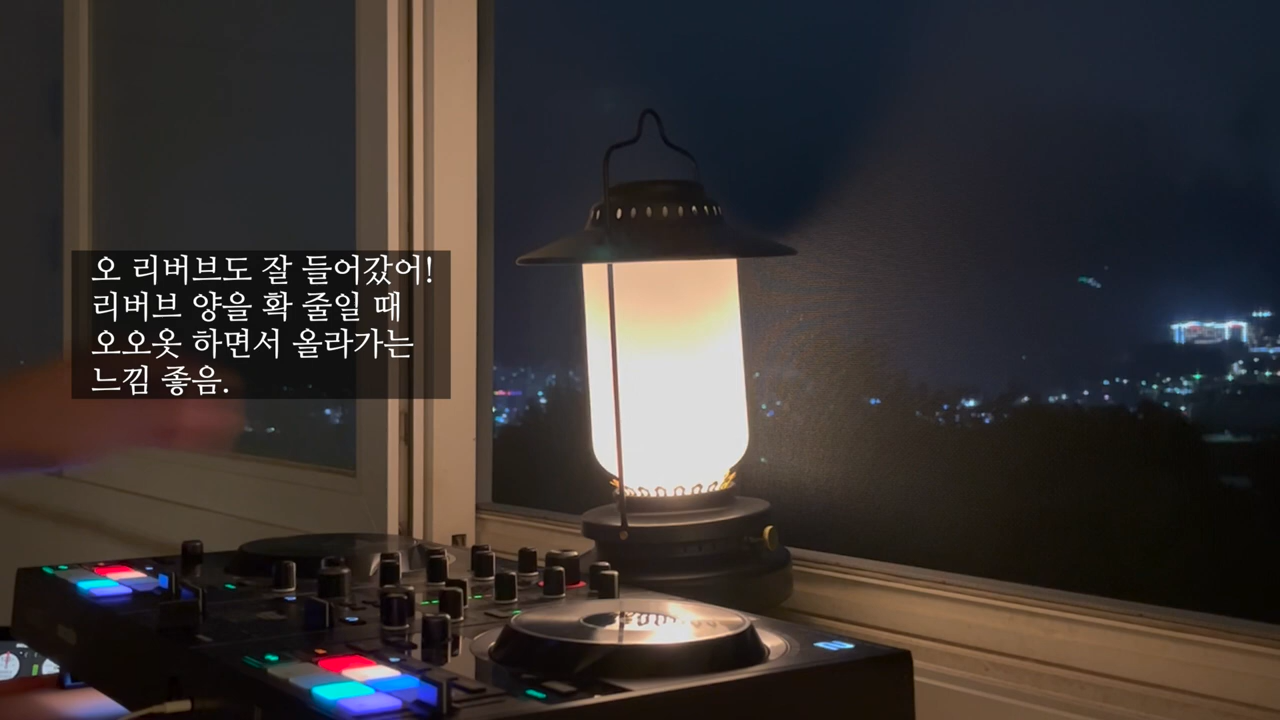 오 리버브도 잘 들어갔어!
리버브 양을 확 줄일 때
오오옷 하면서 올라가는
느낌 좋음.